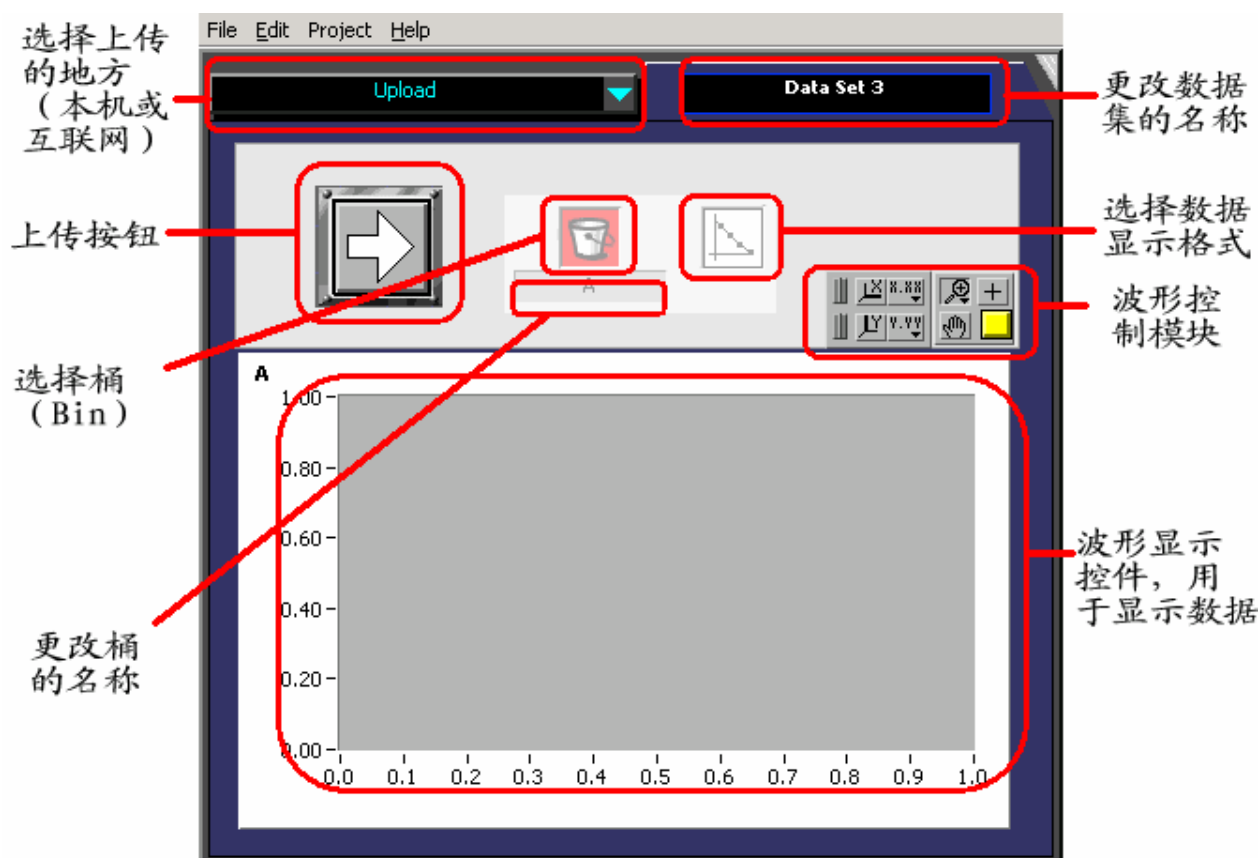 File Edit Project Help
选择上传
的地方
（本机或
互联网）
Upload
Data Set 3
更改数据
集的名称
上传按钮
选择数据
显示格式
A
X 8.88
Y Y.YY
波形控
制模块
选择桶
（Bin）
A
1.00
0.80
0.60
0.40
0.20
0.00
0.0 0.1 0.2 0.3 0.4 0.5 0.6 0.7 0.8 0.9 1.0
波形显示
控件，用
于显示数据
更改桶
的名称